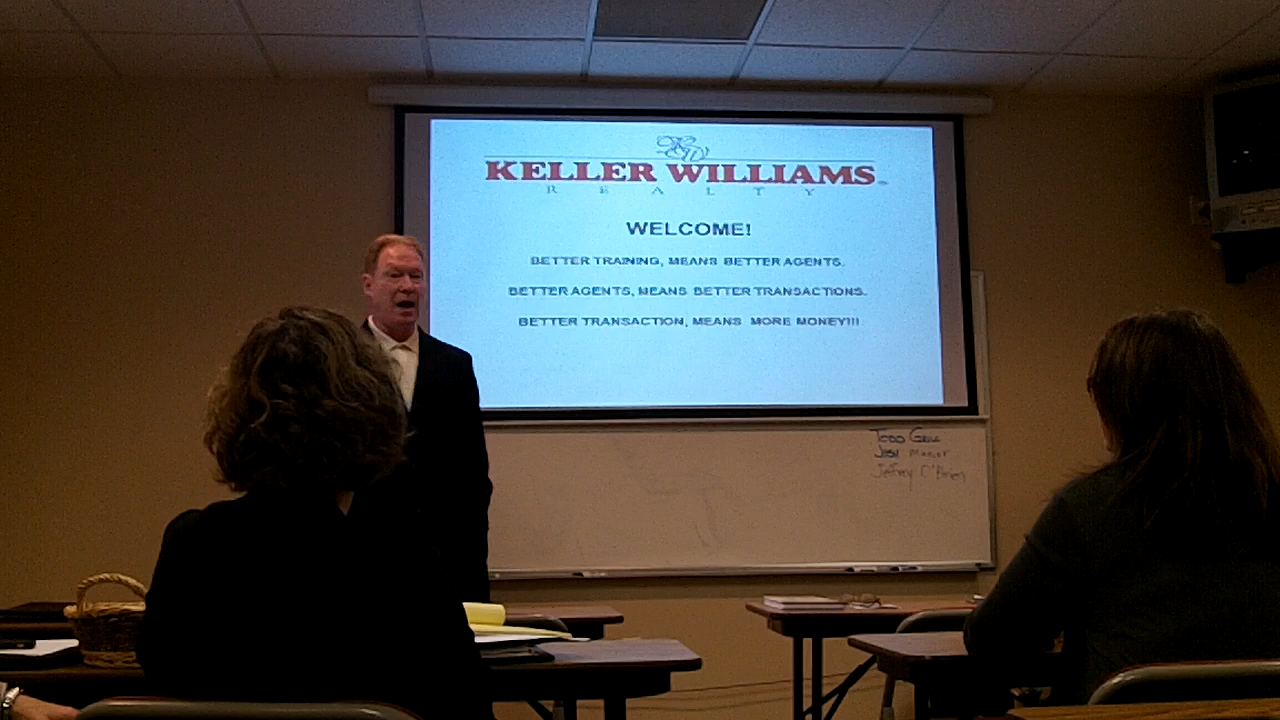 KELLER WILLIAMS
REALTY
WELCOME!
BETTER TRAINING, MEANS BETTER AGENTS.
BETTER AGENTS, MEANS BETTER TRANSACTIONS.
BETTER TRANSACTION, MEANS MORE MONEY!!!
TODD
Jeffrey O'Brien